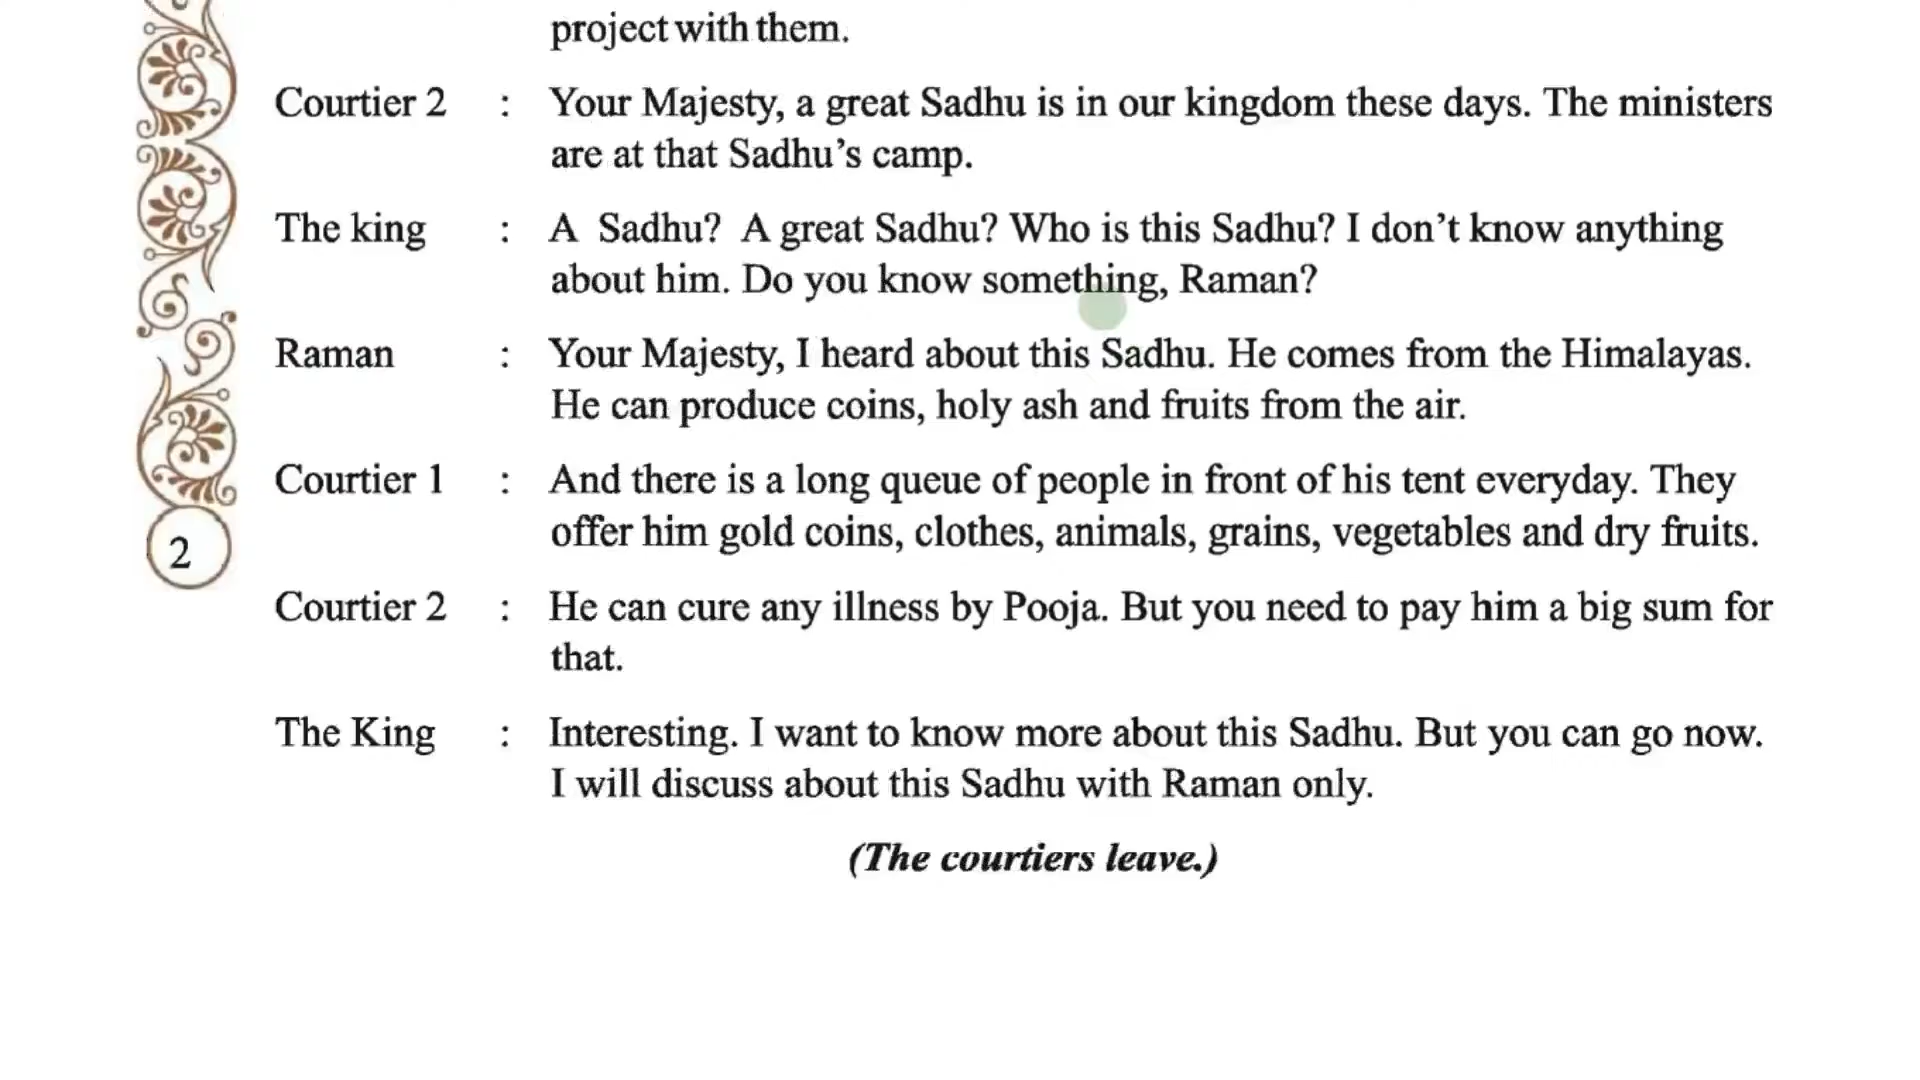 project with them.
Courtier 2 : Your Majesty, a great Sadhu is in our kingdom these days. The ministers
are at that Sadhu’s camp.
The king : A Sadhu? A great Sadhu? Who is this Sadhu? I don’t know anything
about him. Do you know something, Raman?
Raman : Your Majesty, I heard about this Sadhu. He comes from the Himalayas.
He can produce coins, holy ash and fruits from the air.
Courtier 1 : And there is a long queue of people in front of his tent everyday. They
offer him gold coins, clothes, animals, grains, vegetables and dry fruits.
2
Courtier 2 : He can cure any illness by Pooja. But you need to pay him a big sum for
that.
The King : Interesting. I want to know more about this Sadhu. But you can go now.
I will discuss about this Sadhu with Raman only.
(The courtiers leave.)